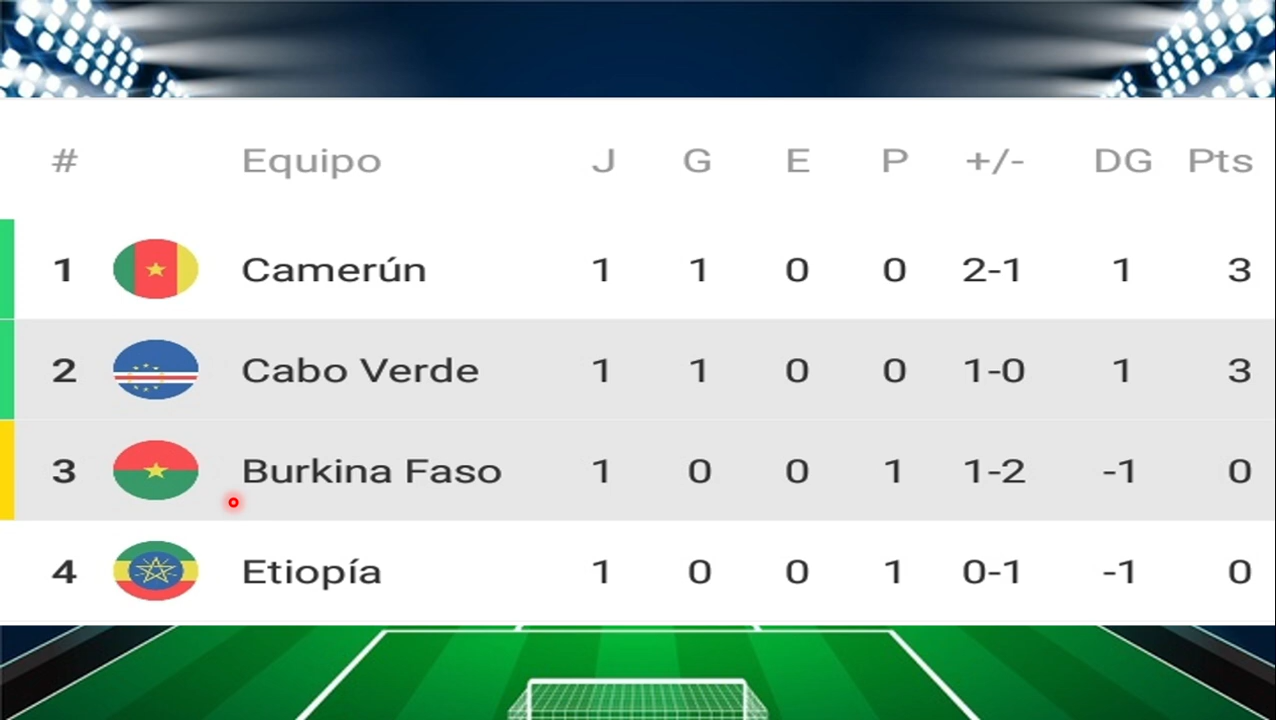 # Equipo J G E P +/- DG Pts
1 Camerún 1 1 0 0 2-1 1 3
2 Cabo Verde 1 1 0 0 1-0 1 3
3 Burkina Faso 1 0 0 1 1-2 -1 0
4 Etiopía 1 0 0 1 0-1 -1 0